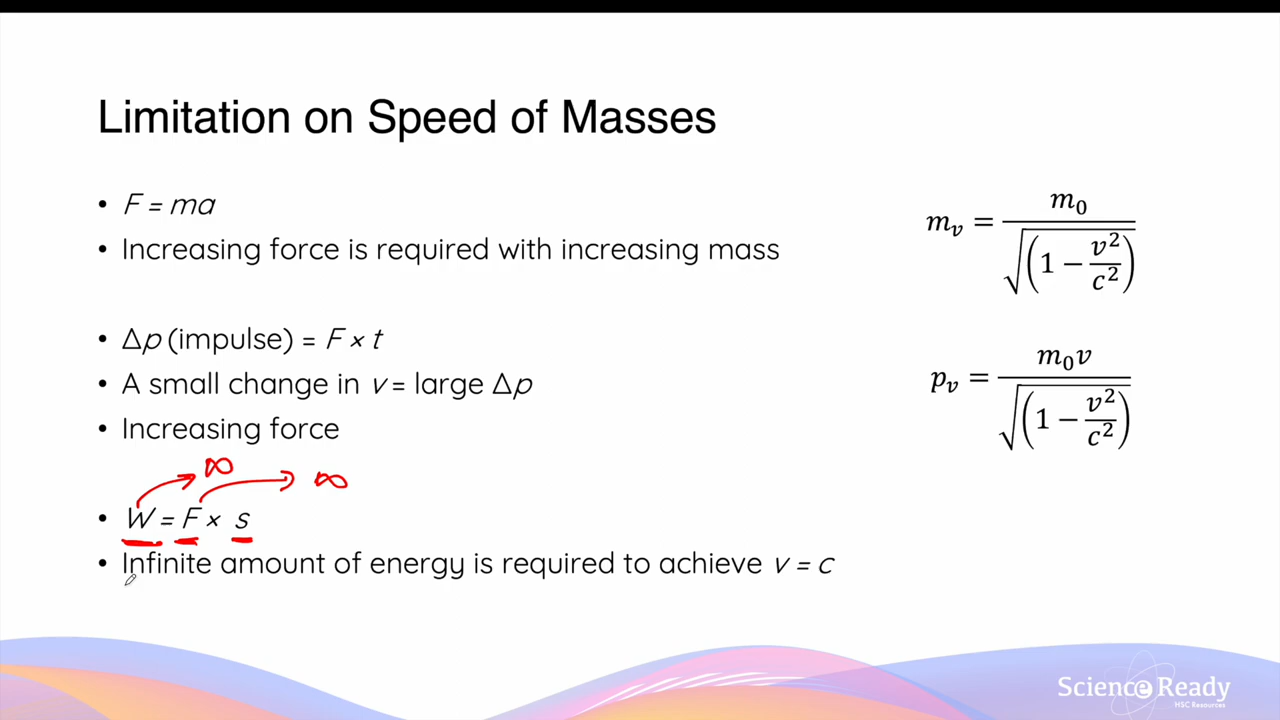 Limitation on Speed of Masses
• F = ma
• Increasing force is required with increasing mass
• Δp (impulse) = F × t
• A small change in v = large Δp
• Increasing force
∞ ∞
• W = F × s
• Infinite amount of energy is required to achieve v = c
m_v = m_0 / √(1 − v²/c²)
p_v = m_0 v / √(1 − v²/c²)
Science Ready
HSC Resources